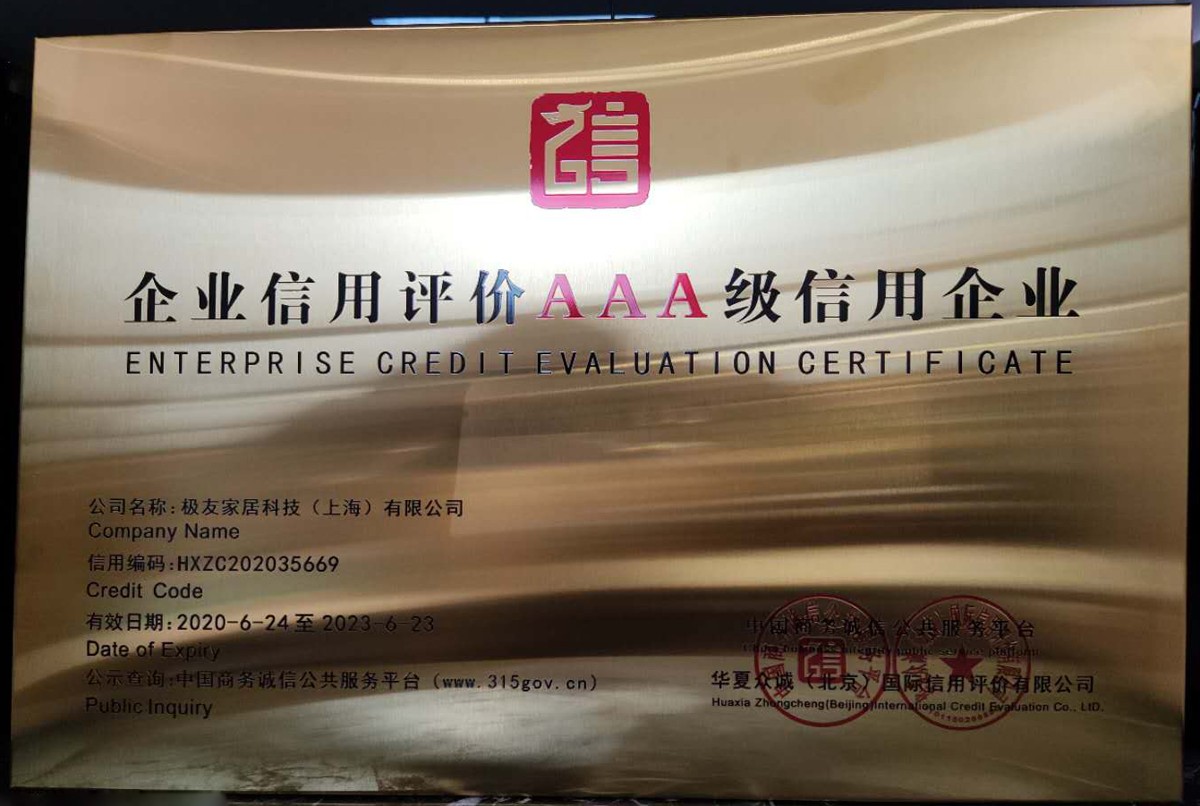 信
企业信用评价AAA级信用企业
ENTERPRISE CREDIT EVALUATION CERTIFICATE
公司名称:极友家居科技（上海）有限公司
Company Name
信用编码:HXZC202035669
Credit Code
有效日期:2020-6-24至2023-6-23
Date of Expiry
公示查询:中国商务诚信公共服务平台（www.315gov.cn）
Public Inquiry
中国商务诚信公共服务平台
华夏众诚（北京）国际信用评价有限公司
Huaxia Zhongcheng(Beijing)International Credit Evaluation Co., LTD.